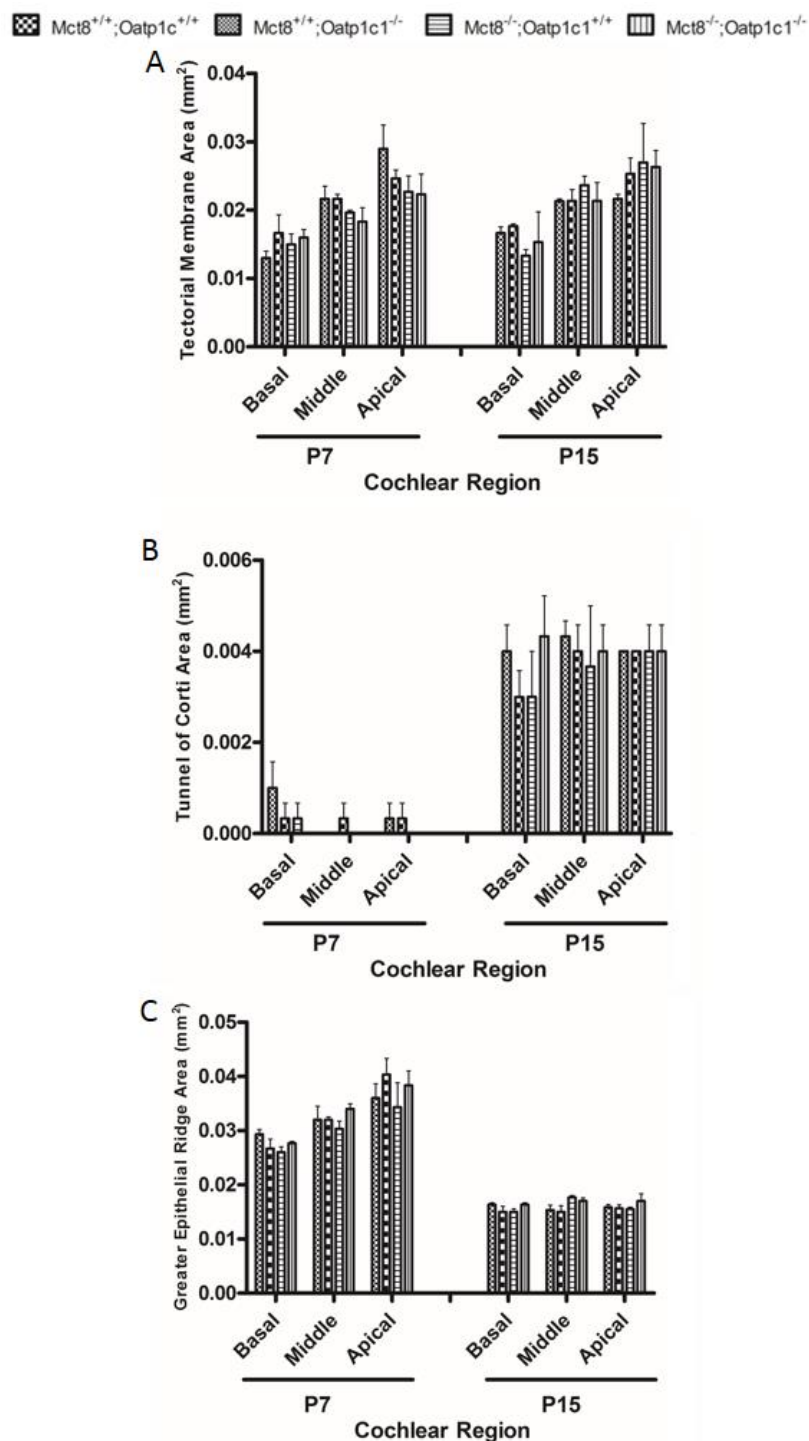 Mct8+/+;Oatp1c+/+ Mct8+/+;Oatp1c1-/- Mct8-/-;Oatp1c1+/+ Mct8-/-;Oatp1c1-/-
A
Tectorial Membrane Area (mm2)
0.04
0.03
0.02
0.01
0.00
Basal Middle Apical Basal Middle Apical
P7 P15
Cochlear Region
B
Tunnel of Corti Area (mm2)
0.006
0.004
0.002
0.000
Basal Middle Apical Basal Middle Apical
P7 P15
Cochlear Region
C
Greater Epithelial Ridge Area (mm2)
0.05
0.04
0.03
0.02
0.01
0.00
Basal Middle Apical Basal Middle Apical
P7 P15
Cochlear Region